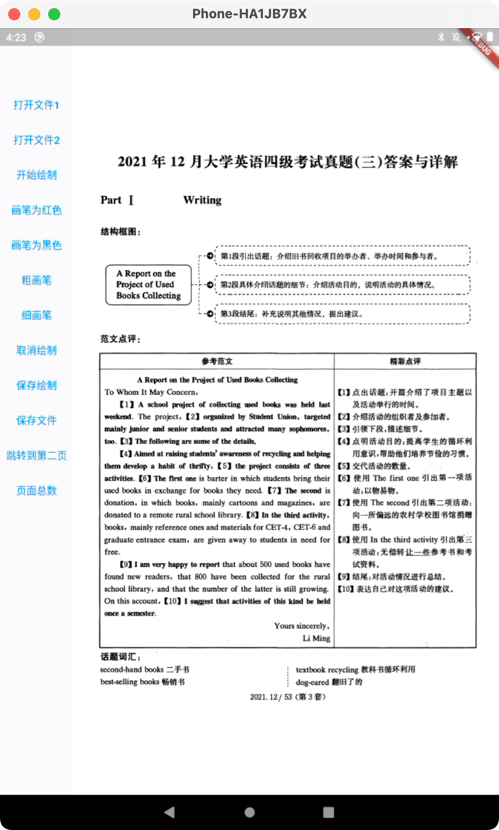 Phone-HA1JB7BX
4:23
DEBUG
打开文件1
打开文件2
开始绘制
画笔为红色
画笔为黑色
粗画笔
细画笔
取消绘制
保存绘制
保存文件
跳转到第二页
页面总数
2021 年 12 月大学英语四级考试真题(三)答案与详解
Part Ⅰ Writing
结构框图:
A Report on the
Project of Used
Books Collecting
第1段引出话题:介绍旧书回收项目的举办者、举办时间和参与者。
第2段具体介绍话题的细节:介绍活动目的,说明活动的具体情况。
第3段结尾:补充说明其他情况,提出建议。
范文点评:
参考范文
A Report on the Project of Used Books Collecting
To Whom It May Concern,
【1】A school project of collecting used books was held last
weekend. The project,【2】organized by Student Union, targeted
mainly junior and senior students and attracted many sophomores,
too.【3】The following are some of the details.
【4】Aimed at raising students' awareness of recycling and helping
them develop a habit of thrifty,【5】the project consists of three
activities.【6】The first one is barter in which students bring their
used books in exchange for books they need.【7】The second is
donation, in which books, mainly cartoons and magazines, are
donated to a remote rural school library.【8】In the third activity,
books, mainly reference ones and materials for CET-4, CET-6 and
graduate entrance exam, are given away to students in need for
free.
【9】I am very happy to report that about 500 used books have
found new readers, that 800 have been collected for the rural
school library, and that the number of the latter is still growing.
On this account,【10】I suggest that activities of this kind be held
once a semester.
Yours sincerely,
Li Ming
精彩点评
【1】点出话题:开篇介绍了项目主题以
及活动举行的时间。
【2】介绍活动的组织者及参加者。
【3】引领下段,描述细节。
【4】点明活动目的:提高学生的循环利
用意识,帮助他们培养节俭的习惯。
【5】交代活动的数量。
【6】使用 The first one 引出第一项活
动:以物易物。
【7】使用 The second 引出第二项活动:
向一所偏远的农村学校图书馆捐赠
图书。
【8】使用 In the third activity 引出第三
项活动:无偿转让一些参考书和考
试资料。
【9】结尾:对活动情况进行总结。
【10】表达自己对这项活动的建议。
话题词汇:
second-hand books 二手书
best-selling books 畅销书
textbook recycling 教科书循环利用
dog-eared 翻旧了的
2021.12/ 53 (第 3 套)